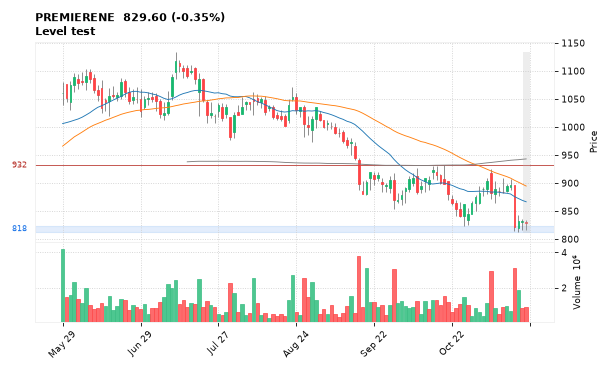 PREMIERENE 829.60 (-0.35%)
Level test
1150
1100
1050
1000
950
932
900
850
818
800
Price
4
2
Volume 10⁶
May 29
Jun 29
Jul 27
Aug 24
Sep 22
Oct 22